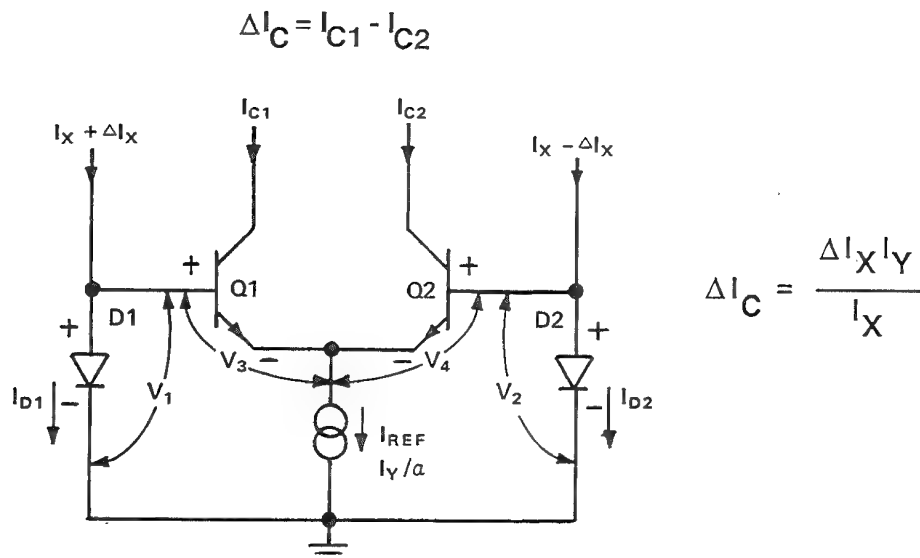 ΔI_C = I_C1 - I_C2
I_C1
I_C2
I_X + ΔI_X
I_X - ΔI_X
+
Q1
Q2
+
D1
D2
+
+
V_3
-
-
V_4
I_D1
-
V_1
V_2
-
I_D2
I_REF
I_Y/a
ΔI_C = ΔI_X I_Y / I_X